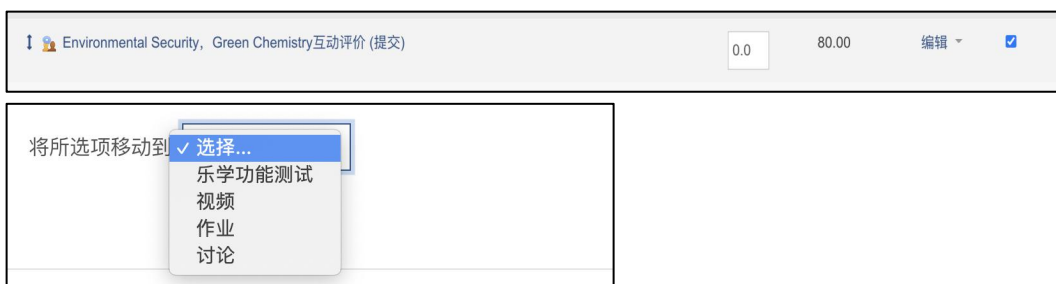 Environmental Security，Green Chemistry互动评价 (提交) 0.0 80.00 编辑
将所选项移动到 选择...
乐学功能测试
视频
作业
讨论